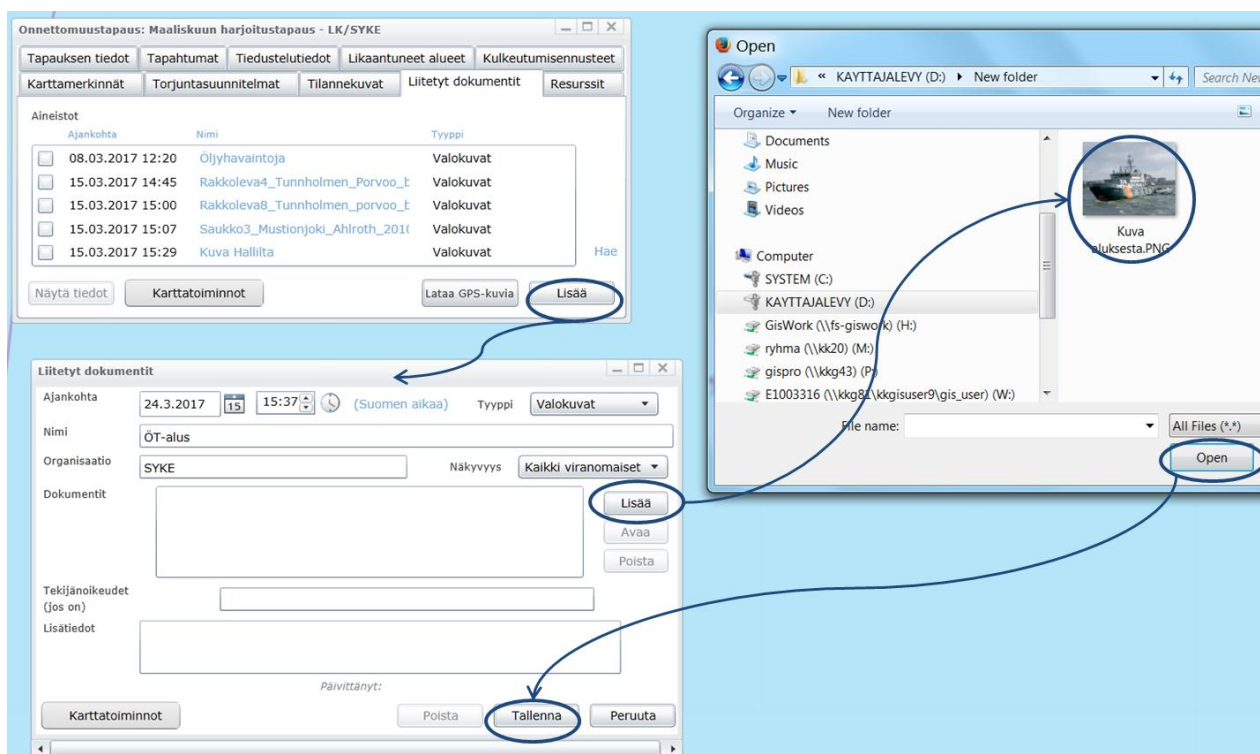 Onnettomuustapaus: Maaliskuun harjoitustapaus - LK/SYKE
Tapauksen tiedot Tapahtumat Tiedustelutiedot Likaantuneet alueet Kulkeutumisennusteet
Karttamerkinnät Torjuntasuunnitelmat Tilannekuvat Liitetyt dokumentit Resurssit
Aineistot
Ajankohta Nimi Tyyppi
08.03.2017 12:20 Öljyhavaintoja Valokuvat
15.03.2017 14:45 Rakkoleva4_Tunnholmen_Porvoo_b Valokuvat
15.03.2017 15:00 Rakkoleva8_Tunnholmen_porvoo_b Valokuvat
15.03.2017 15:07 Saukko3_Mustionjoki_Ahlroth_2010 Valokuvat
15.03.2017 15:29 Kuva Hallilta Valokuvat Hae
Näytä tiedot Karttatoiminnot Lataa GPS-kuvia Lisää
Liitetyt dokumentit
Ajankohta 24.3.2017 15 15:37 (Suomen aikaa) Tyyppi Valokuvat
Nimi ÖT-alus
Organisaatio SYKE Näkyvyys Kaikki viranomaiset
Dokumentit Lisää
Avaa
Poista
Tekijänoikeudet
(jos on)
Lisätiedot
Päivittänyt:
Karttatoiminnot Poista Tallenna Peruuta
Open
« KAYTTAJALEVY (D:) New folder Search New
Organize New folder
Documents
Music
Pictures
Videos
Computer
SYSTEM (C:)
KAYTTAJALEVY (D:)
GisWork (\\fs-giswork) (H:)
ryhma (\\kk20) (M:)
gispro (\\kkg43) (P:)
E1003316 (\\kkg81\kkgisuser9\gis_user) (W:)
Kuva
aluksesta.PNG
File name: All Files (*.*)
Open